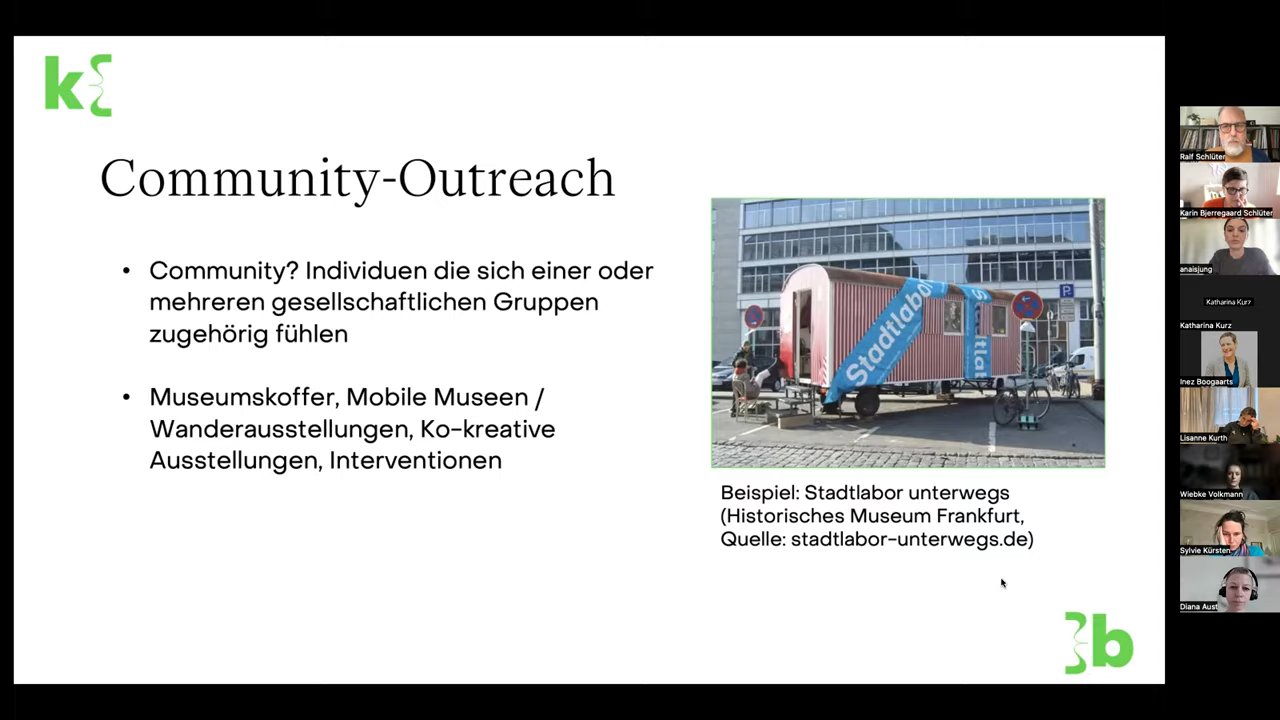 k
Community-Outreach
• Community? Individuen die sich einer oder
mehreren gesellschaftlichen Gruppen
zugehörig fühlen
• Museumskoffer, Mobile Museen /
Wanderausstellungen, Ko-kreative
Ausstellungen, Interventionen
Stadtlabor
Beispiel: Stadtlabor unterwegs
(Historisches Museum Frankfurt,
Quelle: stadtlabor-unterwegs.de)
b
Ralf Schlüter
Karin Bjerregaard Schlüter
anaisjung
Katharina Kurz
Katharina Kurz
Inez Boogaarts
Lisanne Kurth
Wiebke Volkmann
Sylvie Kürsten
Diana Aust